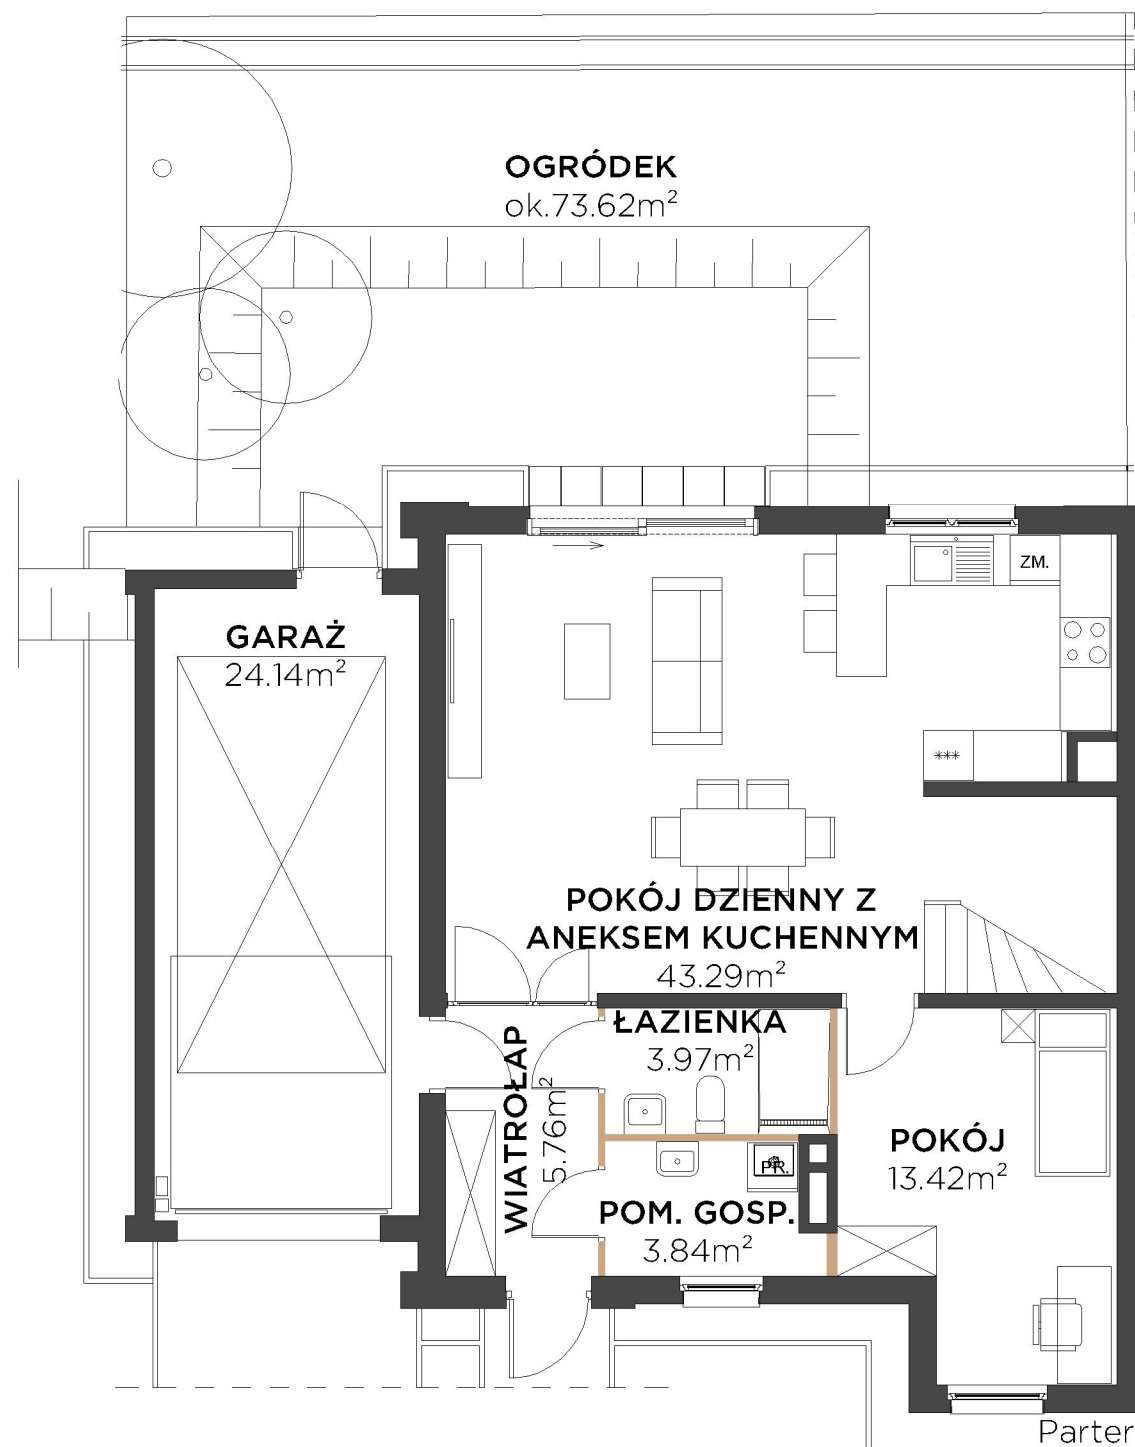 OGRÓDEK
ok.73.62m²
ZM.
GARAŻ
24.14m²
***
POKÓJ DZIENNY Z
ANEKSEM KUCHENNYM
43.29m²
ŁAZIENKA
3.97m²
WIATROŁAP
5.76m²
POKÓJ
13.42m²
PR.
POM. GOSP.
3.84m²
Parter